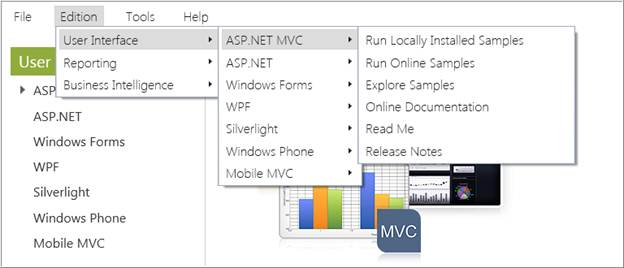 File Edition Tools Help
User Interface
Reporting
Business Intelligence
ASP.NET MVC
ASP.NET
Windows Forms
WPF
Silverlight
Windows Phone
Mobile MVC
Run Locally Installed Samples
Run Online Samples
Explore Samples
Online Documentation
Read Me
Release Notes
User
ASP
ASP.NET
Windows Forms
WPF
Silverlight
Windows Phone
Mobile MVC
MVC